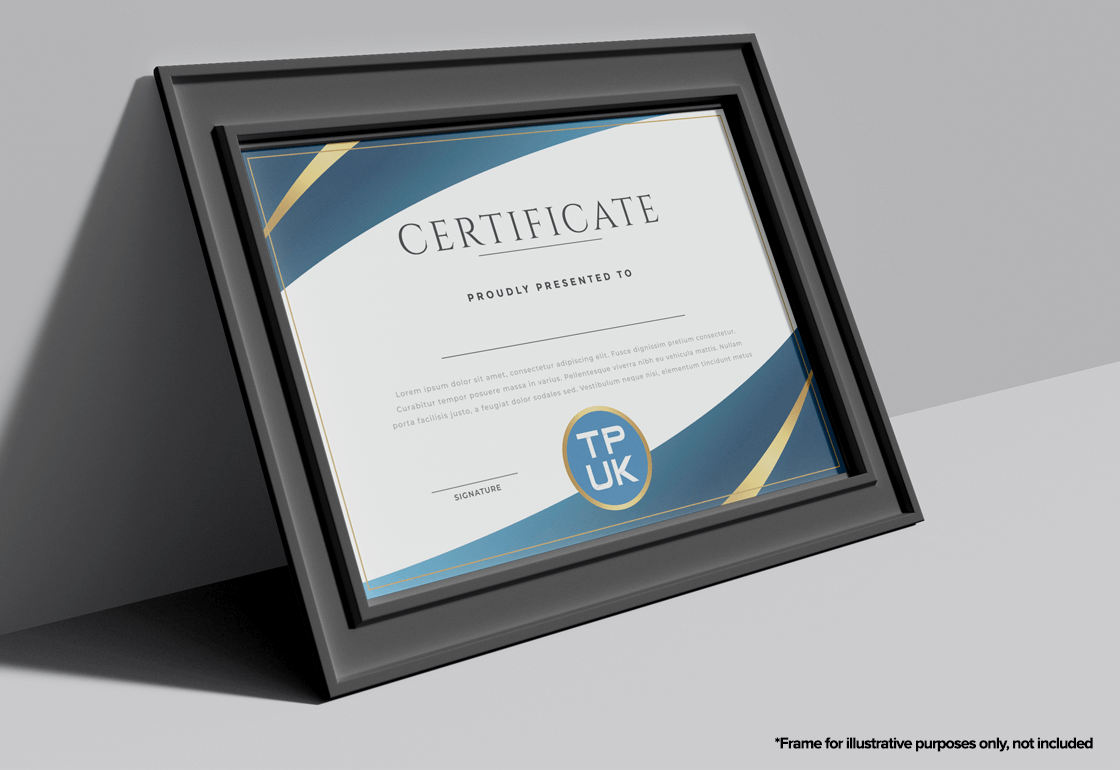 CERTIFICATE
PROUDLY PRESENTED TO
Lorem ipsum dolor sit amet, consectetur adipiscing elit. Fusce dignissim pretium consectetur.
Curabitur tempor posuere massa in varius. Pellentesque viverra nibh eu vehicula mattis. Nullam
porta facilisis justo, a feugiat dolor sodales sed. Vestibulum neque nisi, elementum tincidunt metus
SIGNATURE
TP
UK
*Frame for illustrative purposes only, not included